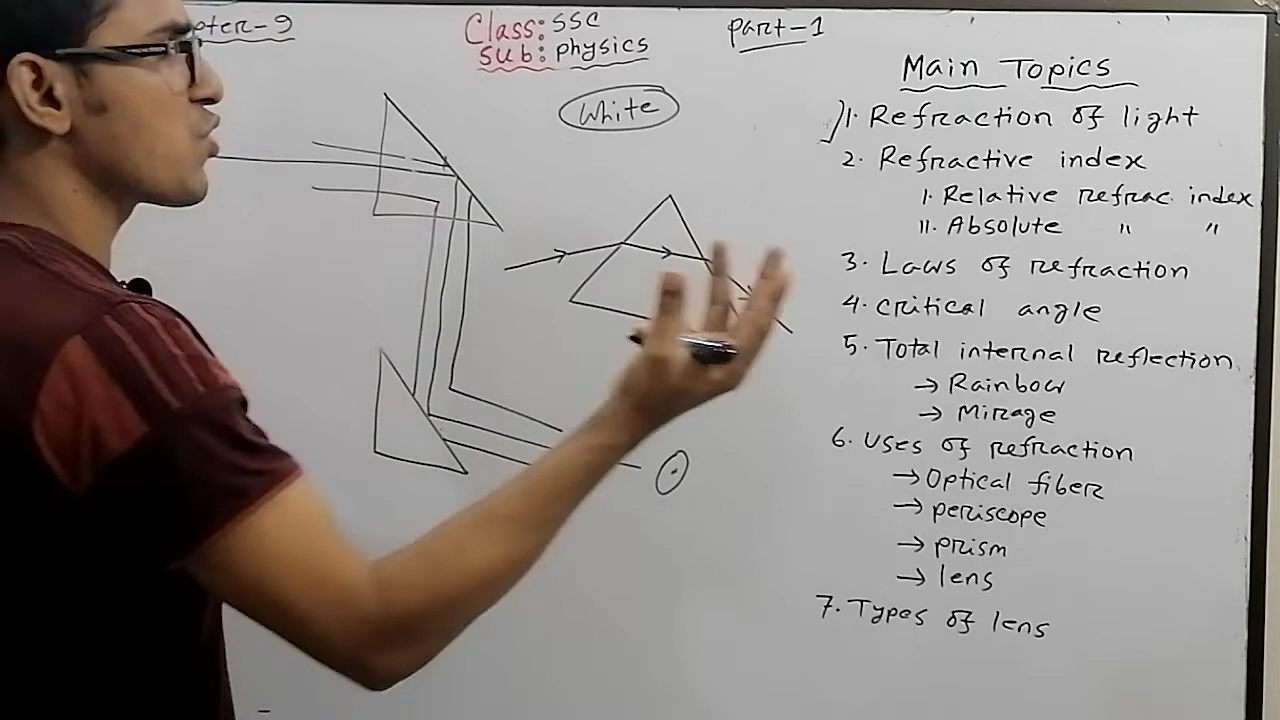 pter-9
Class: SSC
Sub: physics
part-1
White
Main Topics
1. Refraction of light
2. Refractive index
i. Relative refrac. index
ii. Absolute " "
3. Laws of refraction
4. critical angle
5. Total internal reflection
→ Rainbow
→ Mirage
6. Uses of refraction
→ Optical fiber
→ periscope
→ prism
→ lens
7. Types of lens